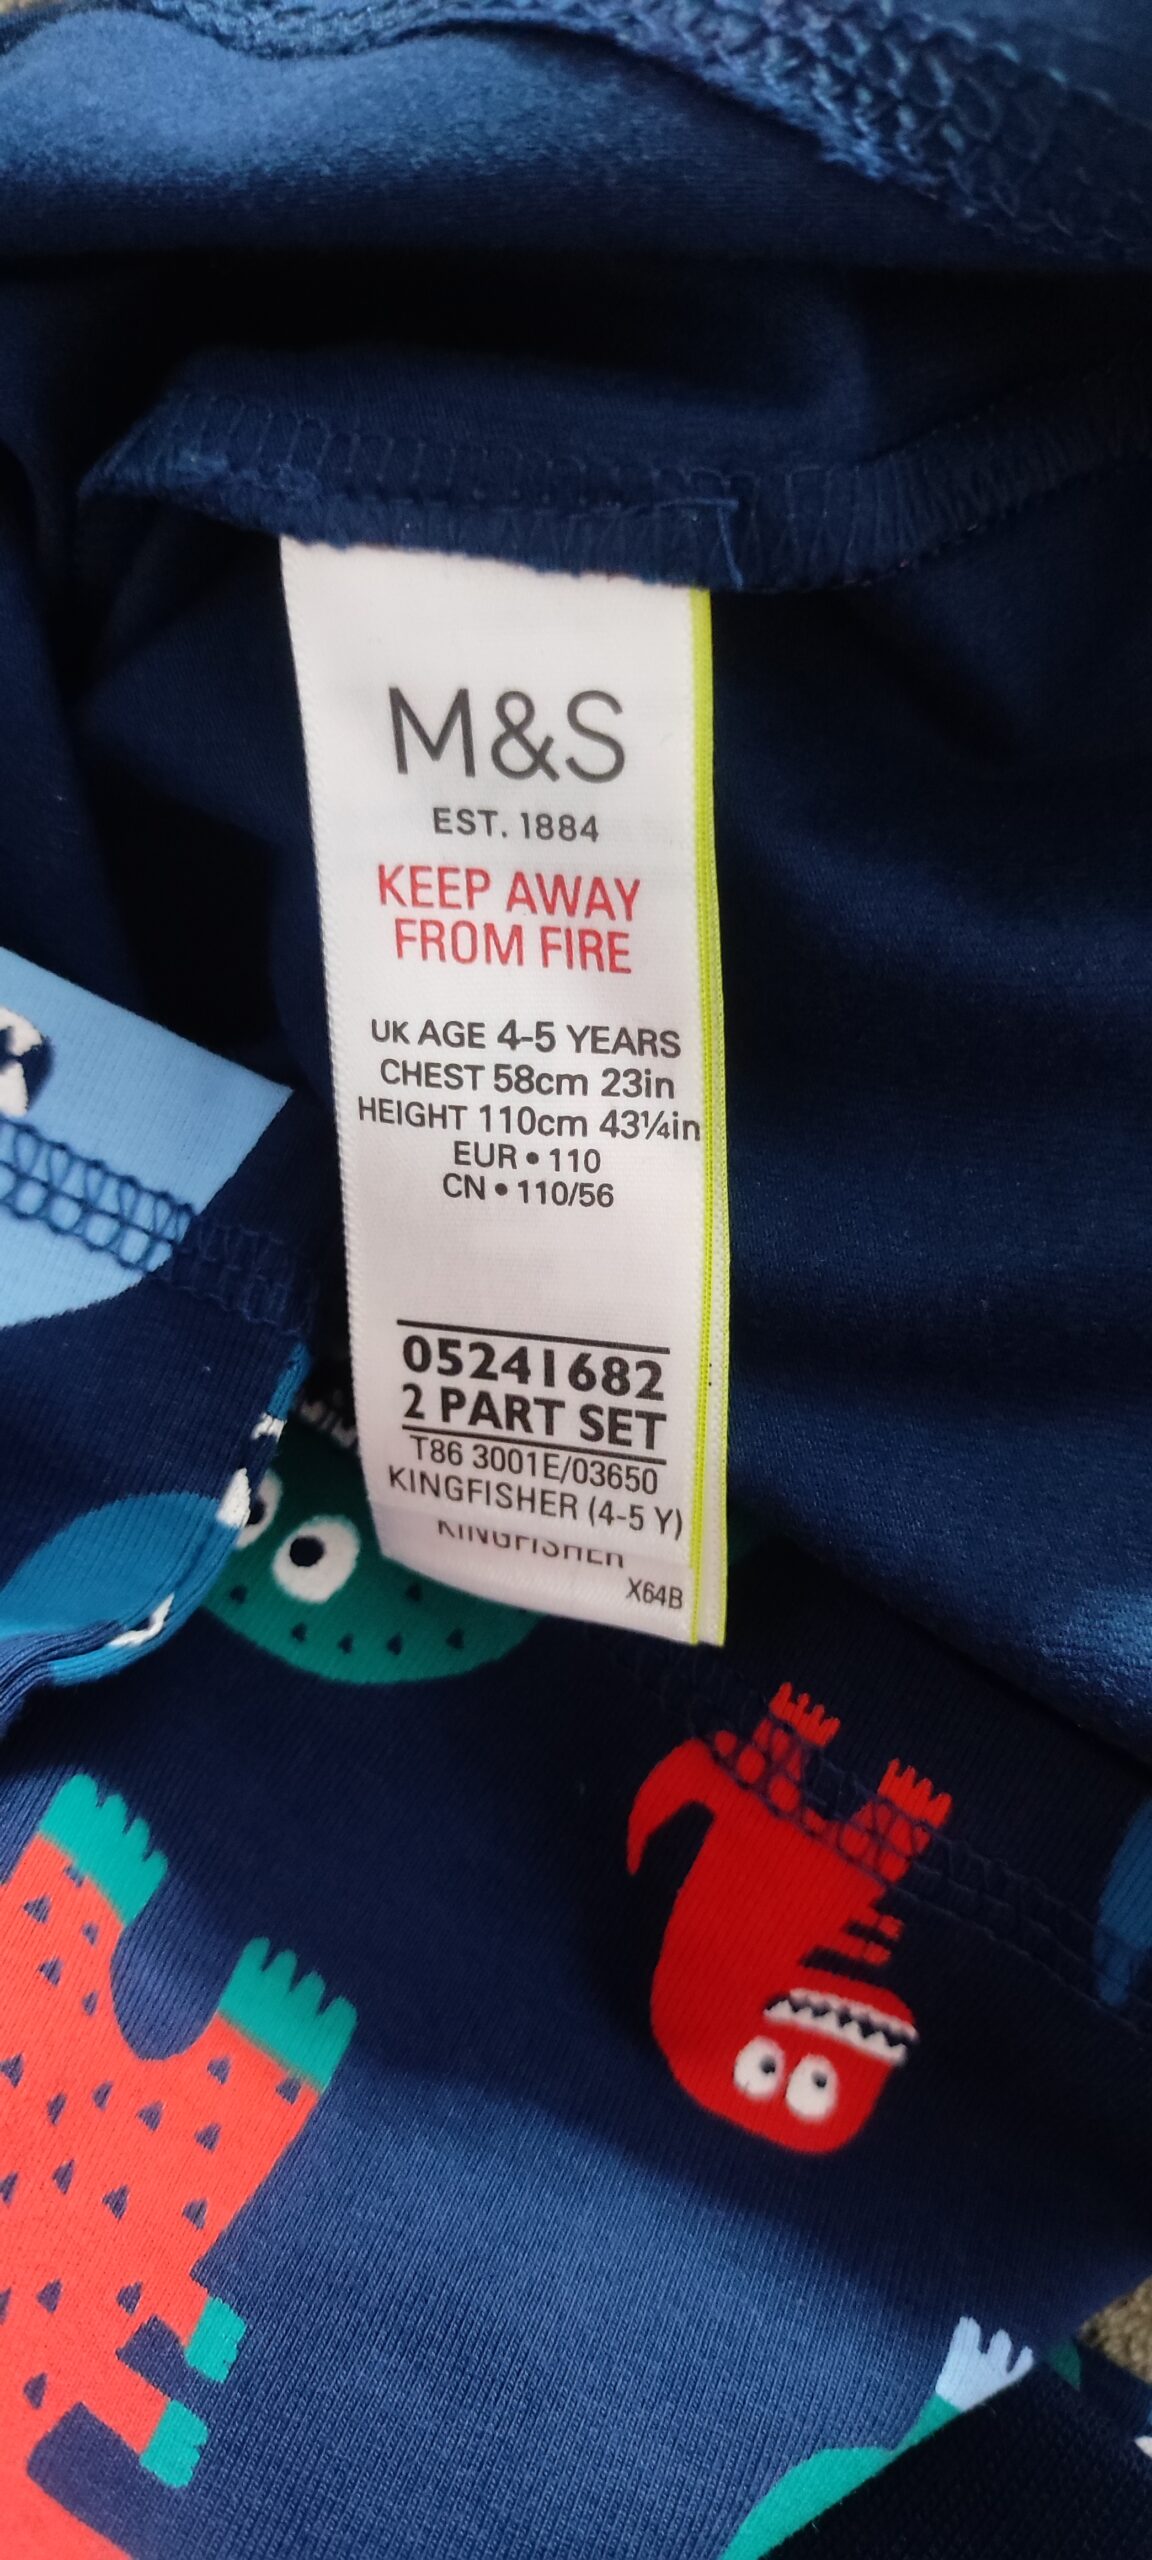 M&S
EST. 1884
KEEP AWAY
FROM FIRE
UK AGE 4-5 YEARS
CHEST 58cm 23in
HEIGHT 110cm 43¼in
EUR • 110
CN • 110/56
05241682
2 PART SET
T86 3001E/03650
KINGFISHER (4-5 Y)
KINGFISHER
X64B